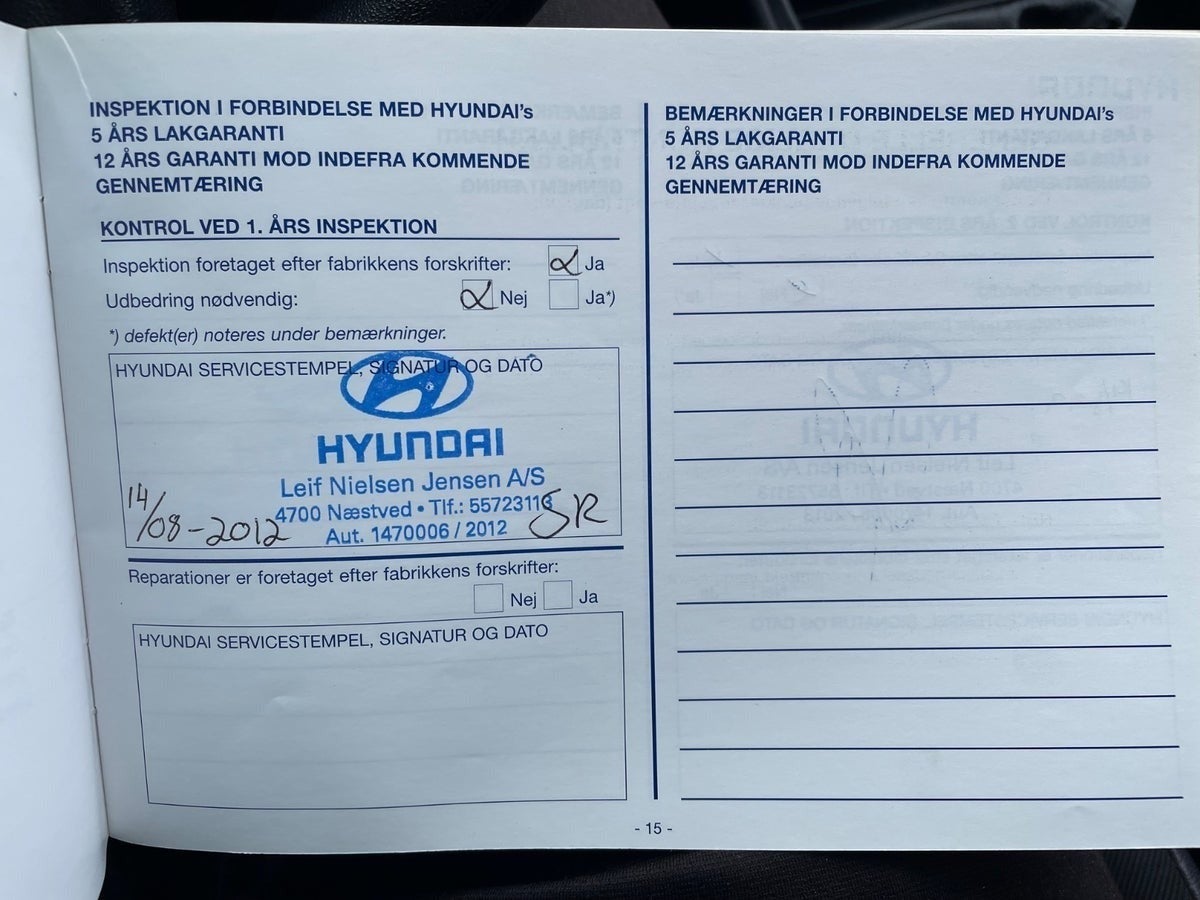 INSPEKTION I FORBINDELSE MED HYUNDAI's
5 ÅRS LAKGARANTI
12 ÅRS GARANTI MOD INDEFRA KOMMENDE
GENNEMTÆRING
KONTROL VED 1. ÅRS INSPEKTION
Inspektion foretaget efter fabrikkens forskrifter: Ja
Udbedring nødvendig: Nej Ja*)
*) defekt(er) noteres under bemærkninger.
HYUNDAI SERVICESTEMPEL, SIGNATUR OG DATO
HYUNDAI
Leif Nielsen Jensen A/S
4700 Næstved • Tlf.: 55723113
Aut. 1470006 / 2012
14/08-2012
SR
Reparationer er foretaget efter fabrikkens forskrifter:
Nej Ja
HYUNDAI SERVICESTEMPEL, SIGNATUR OG DATO
BEMÆRKNINGER I FORBINDELSE MED HYUNDAI's
5 ÅRS LAKGARANTI
12 ÅRS GARANTI MOD INDEFRA KOMMENDE
GENNEMTÆRING
- 15 -